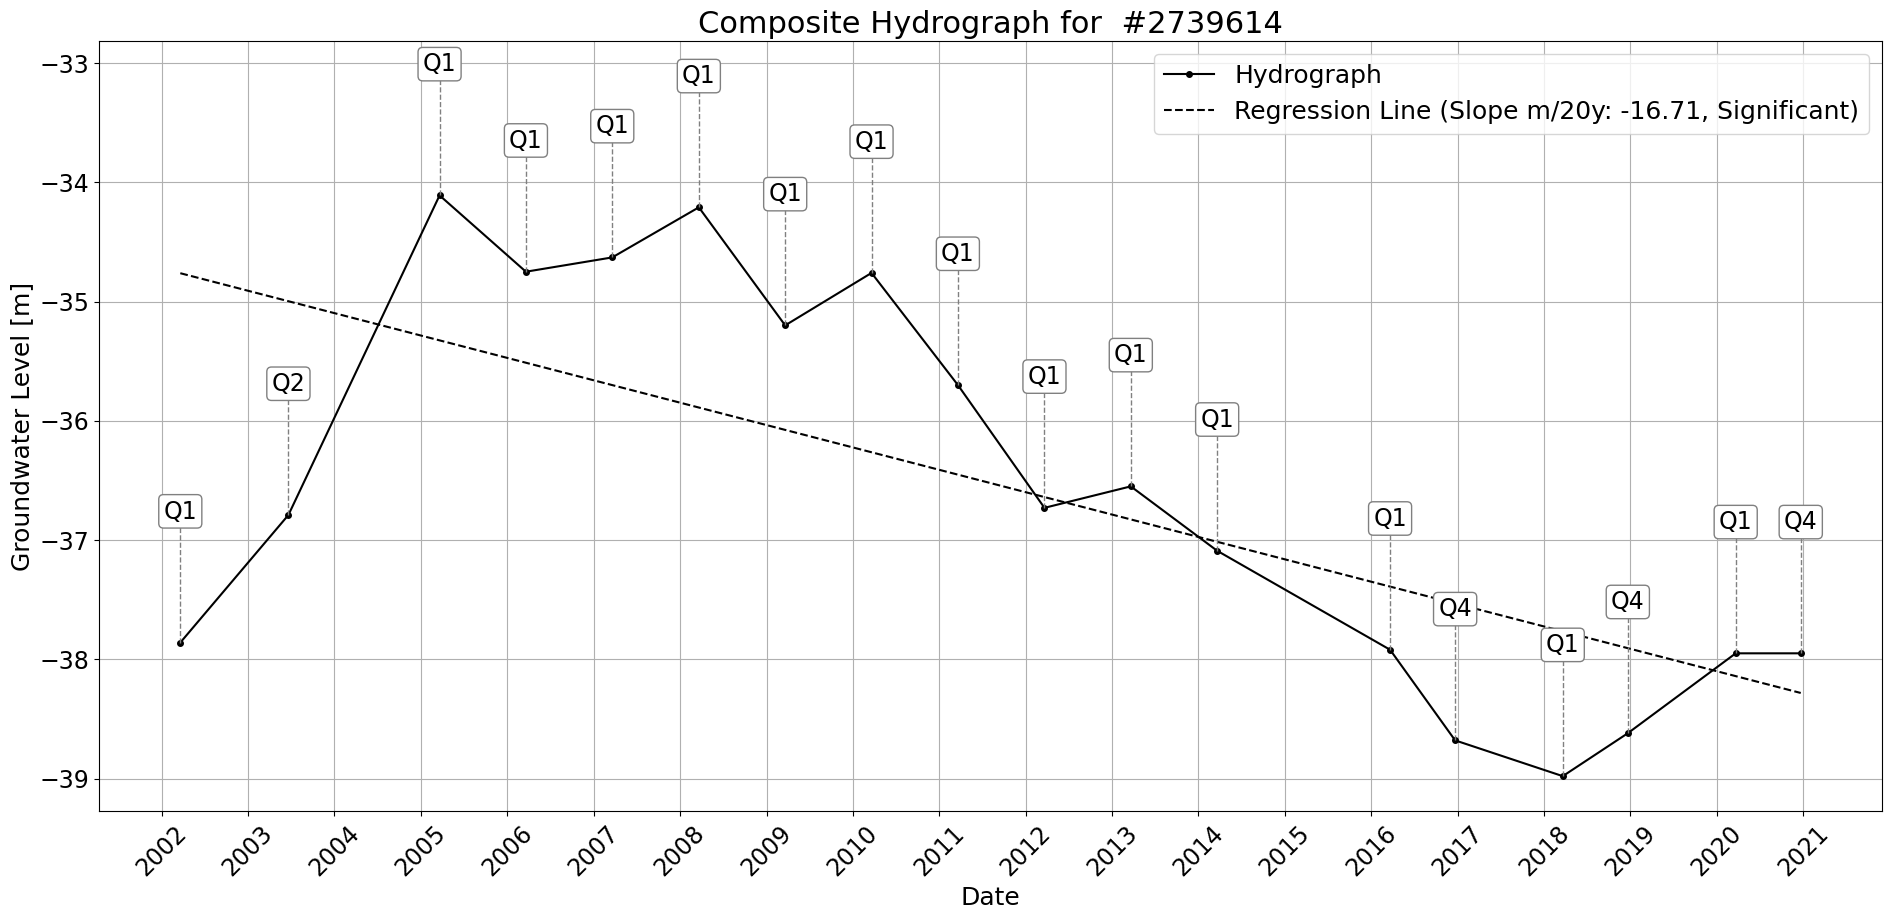 Composite Hydrograph for #2739614
Hydrograph
Regression Line (Slope m/20y: -16.71, Significant)
Groundwater Level [m]
−33
−34
−35
−36
−37
−38
−39
Q1
Q2
Q1
Q1
Q1
Q1
Q1
Q1
Q1
Q1
Q1
Q1
Q1
Q4
Q1
Q4
Q1
Q4
2002
2003
2004
2005
2006
2007
2008
2009
2010
2011
2012
2013
2014
2015
2016
2017
2018
2019
2020
2021
Date